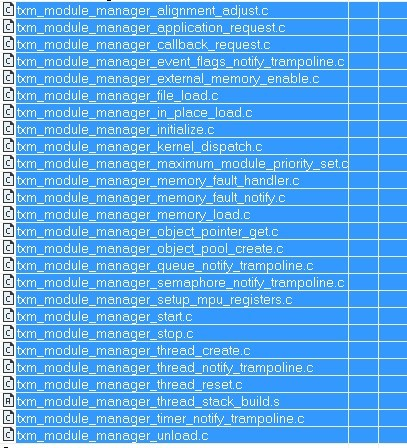 txm_module_manager_alignment_adjust.c
txm_module_manager_application_request.c
txm_module_manager_callback_request.c
txm_module_manager_event_flags_notify_trampoline.c
txm_module_manager_external_memory_enable.c
txm_module_manager_file_load.c
txm_module_manager_in_place_load.c
txm_module_manager_initialize.c
txm_module_manager_kernel_dispatch.c
txm_module_manager_maximum_module_priority_set.c
txm_module_manager_memory_fault_handler.c
txm_module_manager_memory_fault_notify.c
txm_module_manager_memory_load.c
txm_module_manager_object_pointer_get.c
txm_module_manager_object_pool_create.c
txm_module_manager_queue_notify_trampoline.c
txm_module_manager_semaphore_notify_trampoline.c
txm_module_manager_setup_mpu_registers.c
txm_module_manager_start.c
txm_module_manager_stop.c
txm_module_manager_thread_create.c
txm_module_manager_thread_notify_trampoline.c
txm_module_manager_thread_reset.c
txm_module_manager_thread_stack_build.s
txm_module_manager_timer_notify_trampoline.c
txm_module_manager_unload.c